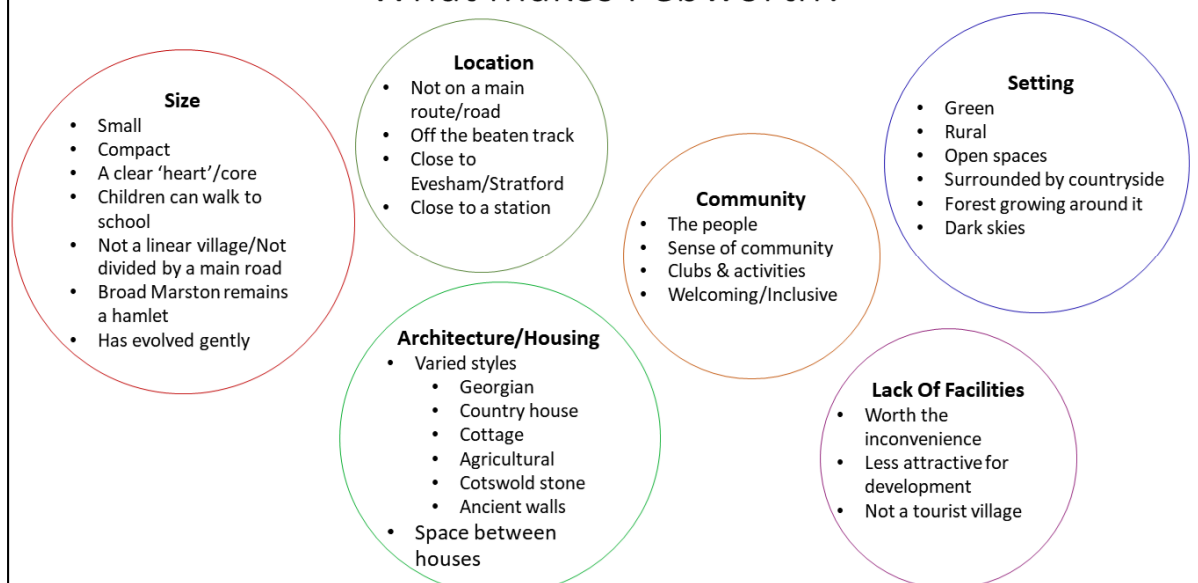 What makes Pebworth?
Size
• Small
• Compact
• A clear ‘heart’/core
• Children can walk to
school
• Not a linear village/Not
divided by a main road
• Broad Marston remains
a hamlet
• Has evolved gently
Location
• Not on a main
route/road
• Off the beaten track
• Close to
Evesham/Stratford
• Close to a station
Community
• The people
• Sense of community
• Clubs & activities
• Welcoming/Inclusive
Setting
• Green
• Rural
• Open spaces
• Surrounded by countryside
• Forest growing around it
• Dark skies
Architecture/Housing
• Varied styles
• Georgian
• Country house
• Cottage
• Agricultural
• Cotswold stone
• Ancient walls
• Space between
houses
Lack Of Facilities
• Worth the
inconvenience
• Less attractive for
development
• Not a tourist village